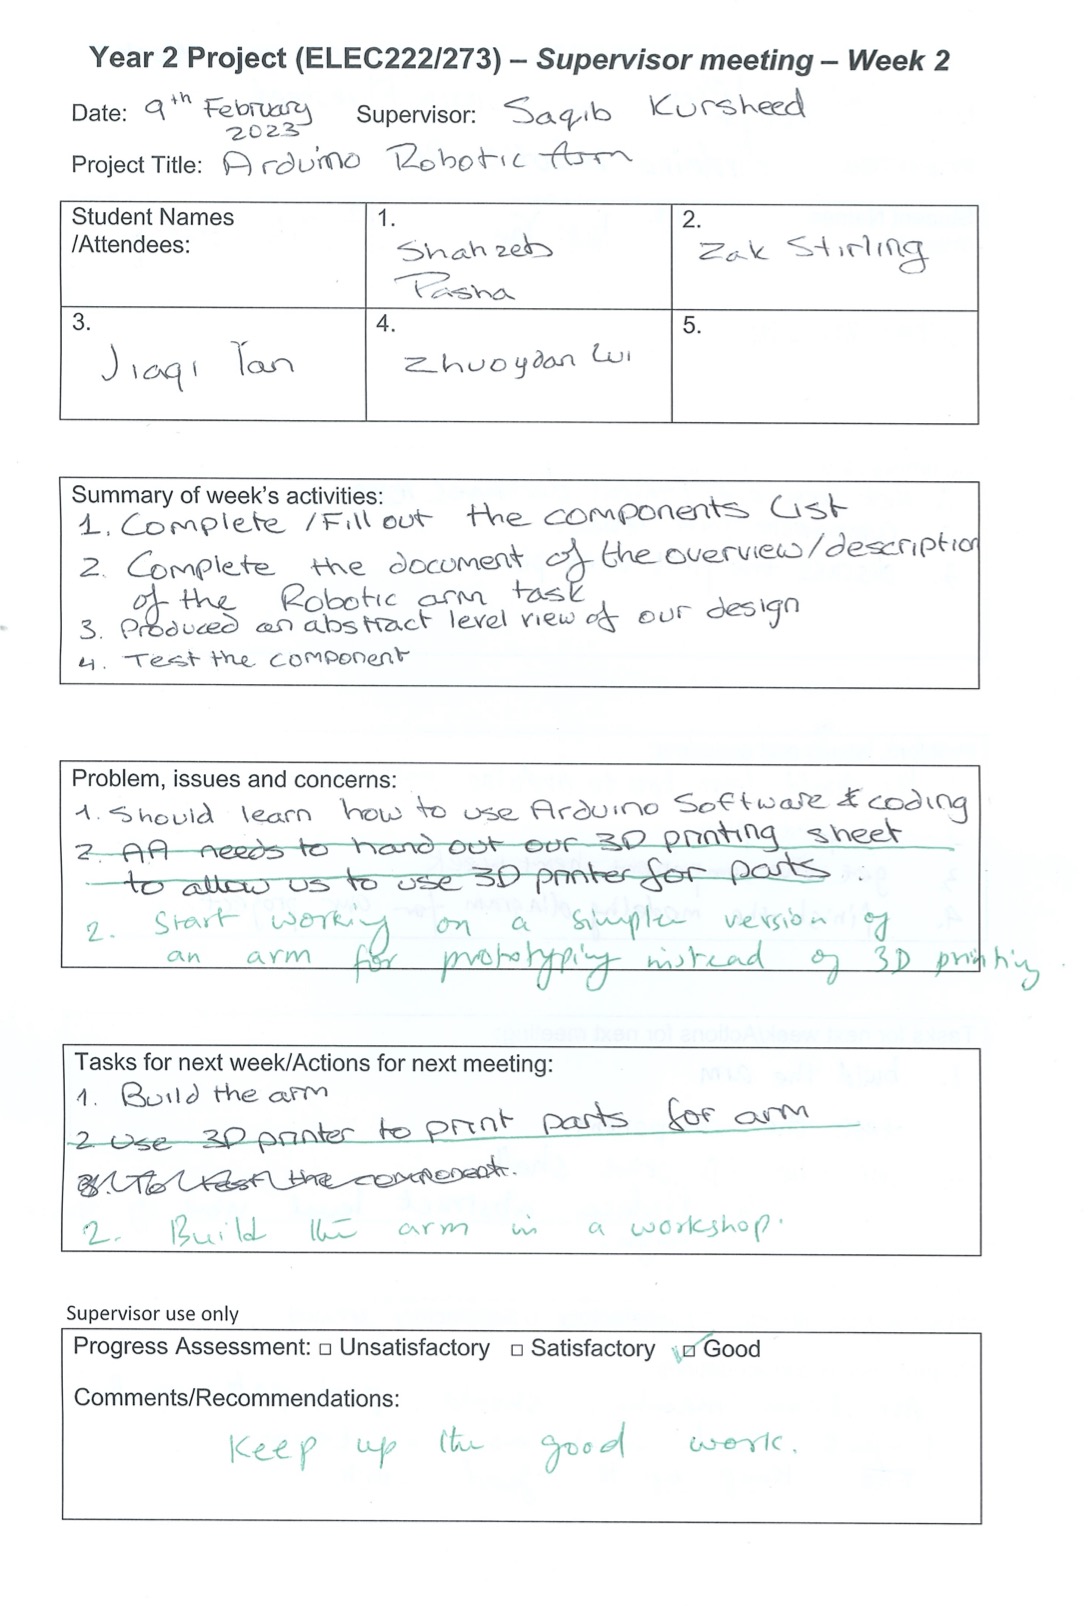 Year 2 Project (ELEC222/273) – Supervisor meeting – Week 2
Date: 9th February 2023 Supervisor: Saqib Kursheed
Project Title: Arduino Robotic Arm
Student Names /Attendees:
1.
Shahzeb
Pasha
2.
Zak Stirling
3.
Jiaqi Tan
4.
Zhuoydan Lui
5.
Summary of week's activities:
1. Complete /Fill out the components List
2. Complete the document of the overview/description
of the Robotic arm task
3. Produced an abstract level view of our design
4. Test the component
Problem, issues and concerns:
1. Should learn how to use Arduino Software & coding
2. AA needs to hand out our 3D printing sheet
to allow us to use 3D printer for parts.
2. Start working on a simpler version of
an arm for prototyping instead of 3D printing.
Tasks for next week/Actions for next meeting:
1. Build the arm
2 Use 3D printer to print parts for arm
3. To test the component.
2. Build the arm in a workshop.
Supervisor use only
Progress Assessment: □ Unsatisfactory □ Satisfactory ☑ Good
Comments/Recommendations:
Keep up the good work.